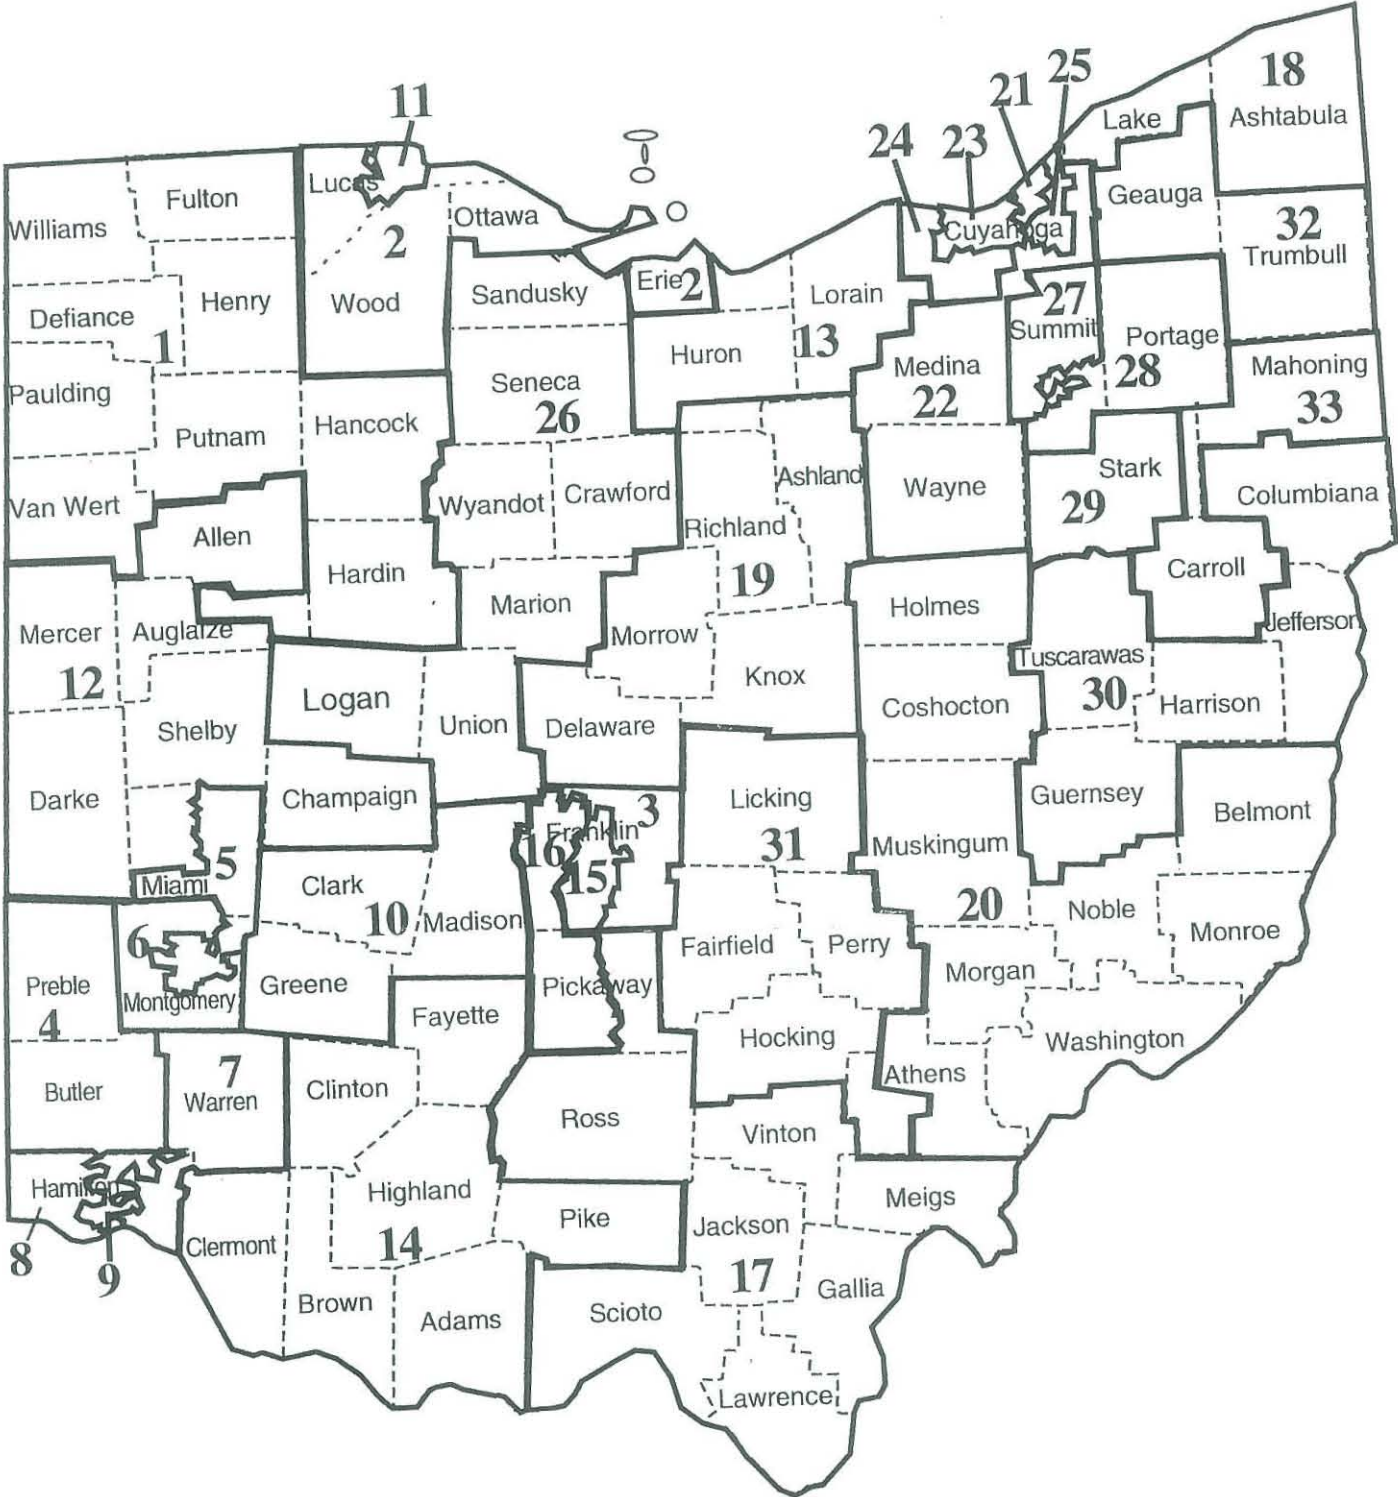 25
18
21
11
Lake
Ashtabula
24
23
Lucas
Fulton
Geauga
Williams
Ottawa
Cuyahoga
32
2
Trumbull
Erie
2
Sandusky
Lorain
27
Henry
Wood
Defiance
Summit
Portage
1
13
Huron
Medina
Mahoning
28
Seneca
22
33
Paulding
26
Hancock
Putnam
Stark
Ashland
Wyandot
Crawford
Wayne
Columbiana
Van Wert
29
Richland
Allen
Carroll
Hardin
19
Marion
Holmes
Mercer
Auglaize
Morrow
Jefferson
Tuscarawas
12
Knox
30
Logan
Coshocton
Harrison
Shelby
Union
Delaware
Champaign
Darke
Licking
Guernsey
3
Belmont
Franklin
16
31
Muskingum
5
15
Miami
Clark
20
10
Madison
Noble
6
Fairfield
Perry
Monroe
Morgan
Preble
Greene
Pickaway
Montgomery
4
Fayette
Hocking
Washington
7
Athens
Butler
Clinton
Warren
Ross
Vinton
Hamilton
Highland
Meigs
Pike
Jackson
8
Clermont
14
9
17
Gallia
Brown
Scioto
Adams
Lawrence